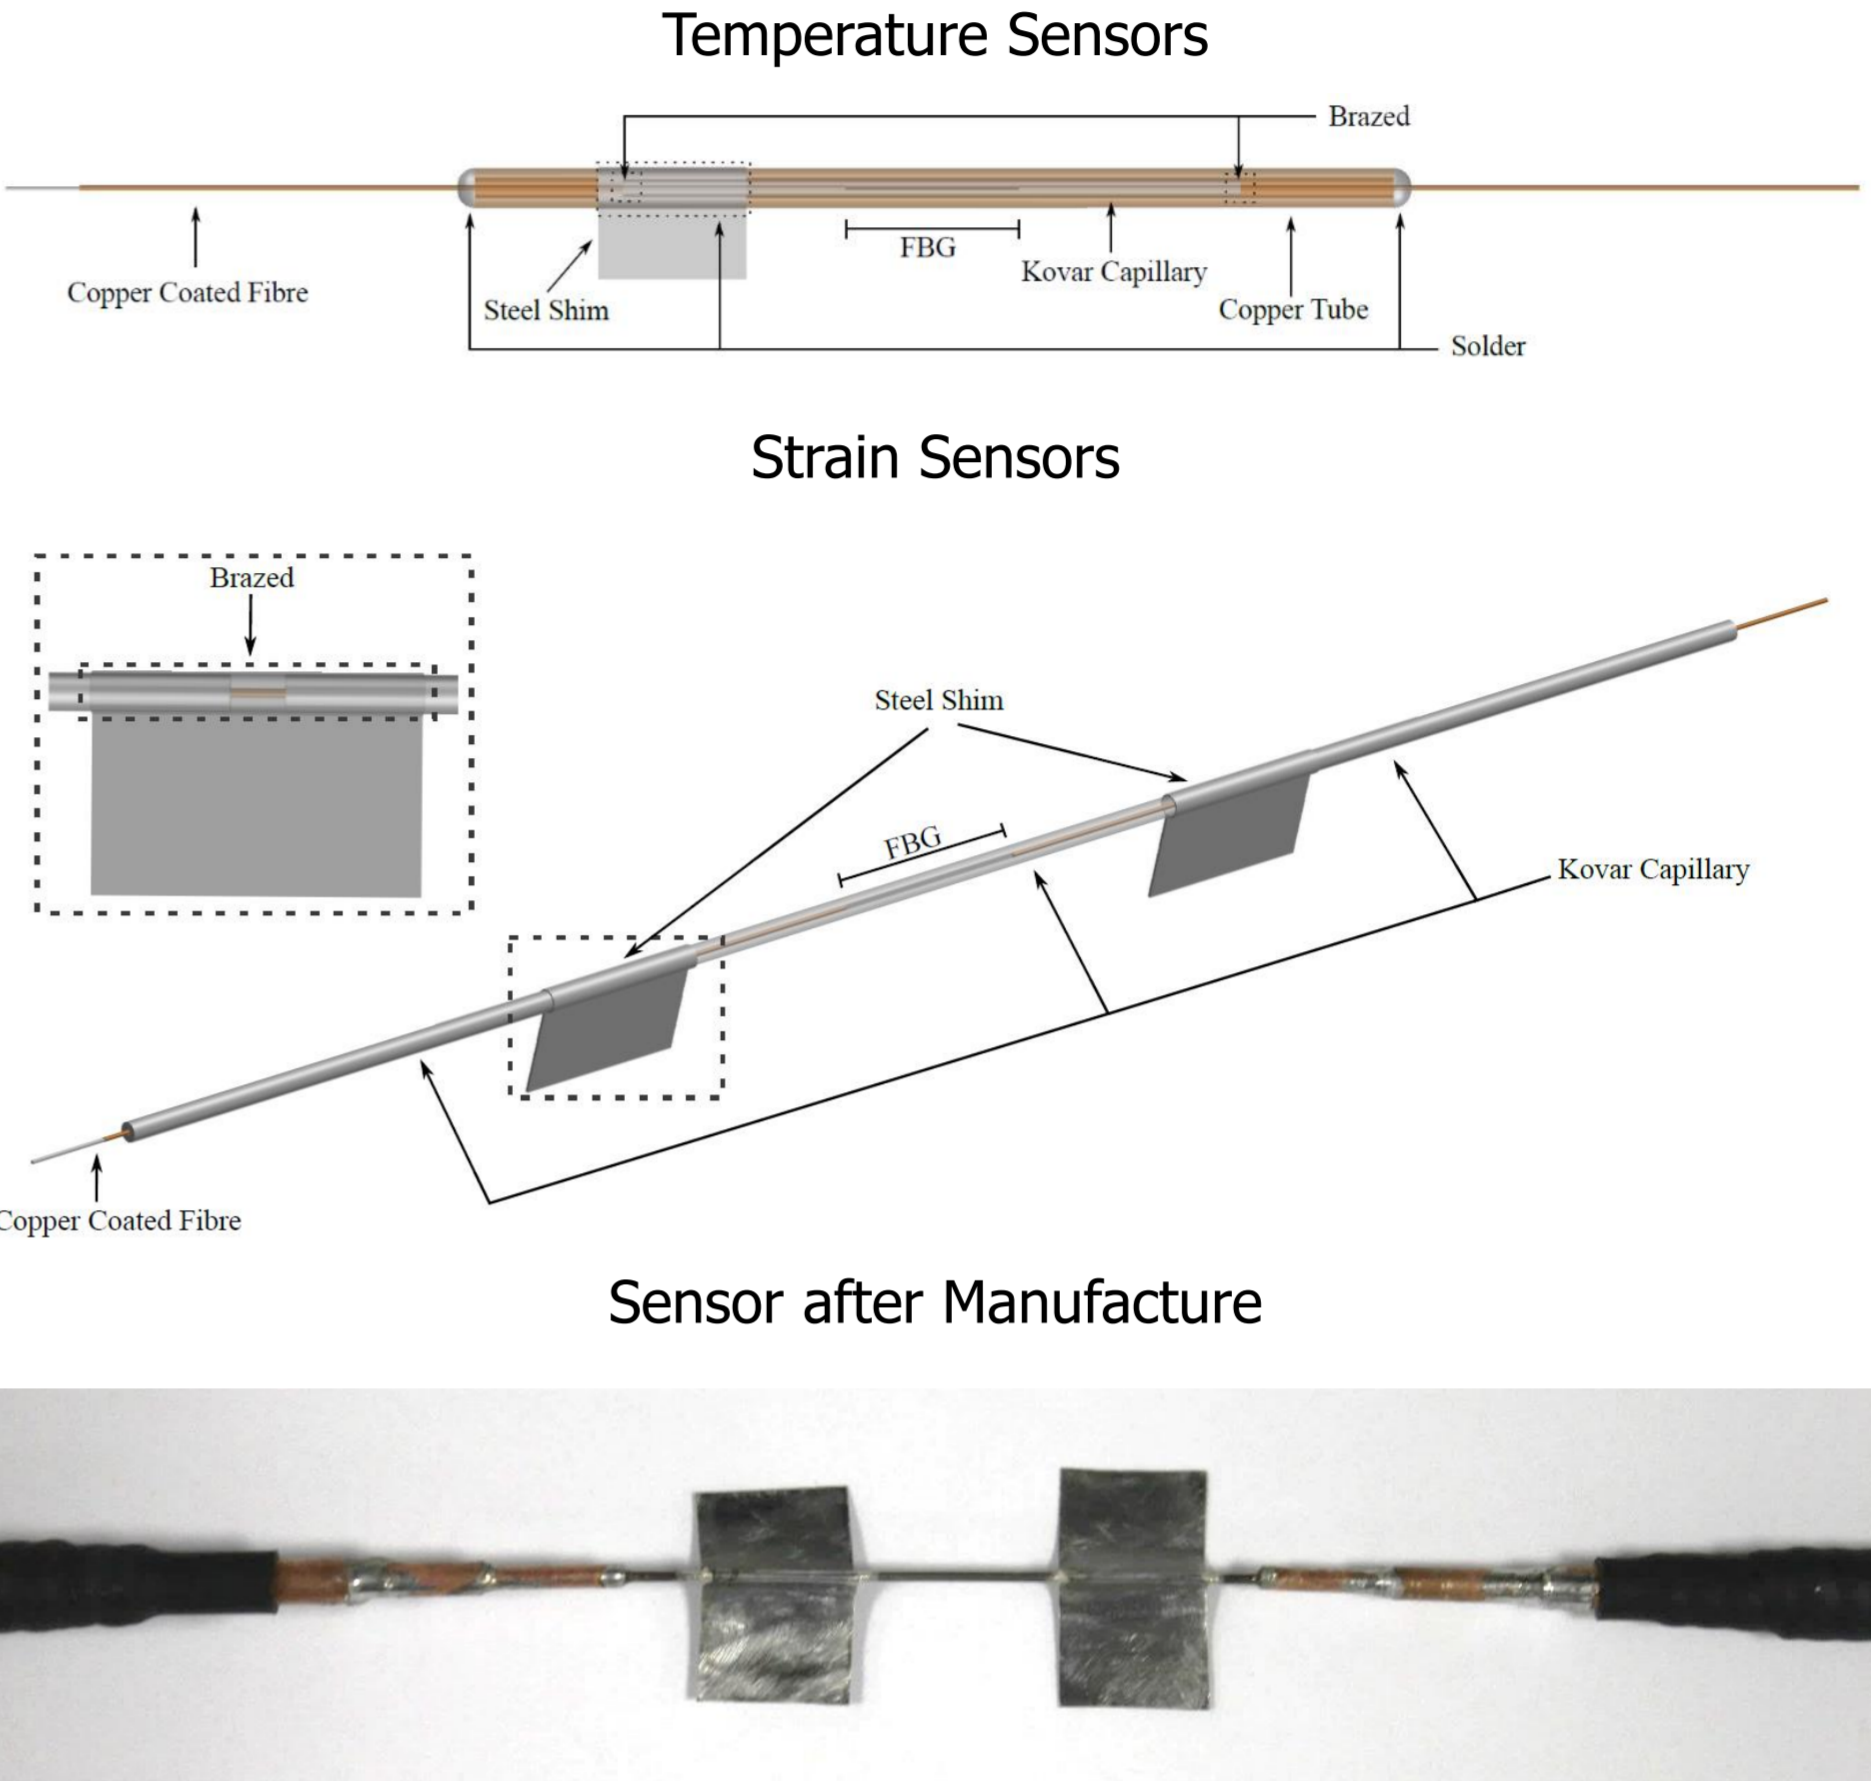 Temperature Sensors
Brazed
FBG
Kovar Capillary
Copper Coated Fibre
Steel Shim
Copper Tube
Solder
Strain Sensors
Brazed
Steel Shim
FBG
Kovar Capillary
Copper Coated Fibre
Sensor after Manufacture